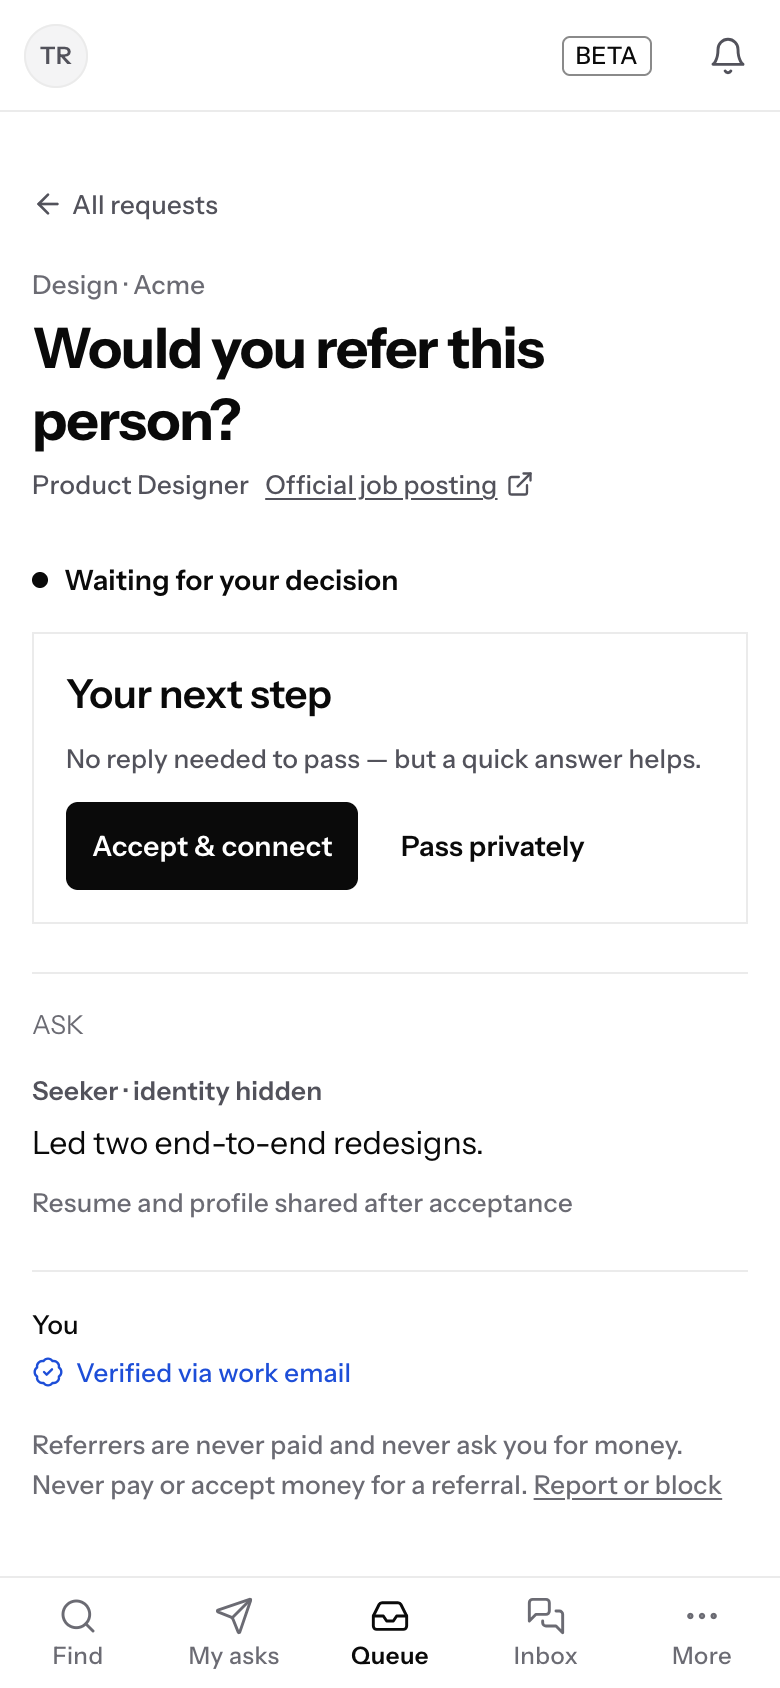 TR
BETA
All requests
Design · Acme
Would you refer this
person?
Product Designer Official job posting
Waiting for your decision
Your next step
No reply needed to pass — but a quick answer helps.
Accept & connect
Pass privately
ASK
Seeker · identity hidden
Led two end-to-end redesigns.
Resume and profile shared after acceptance
You
Verified via work email
Referrers are never paid and never ask you for money.
Never pay or accept money for a referral. Report or block
Find
My asks
Queue
Inbox
More